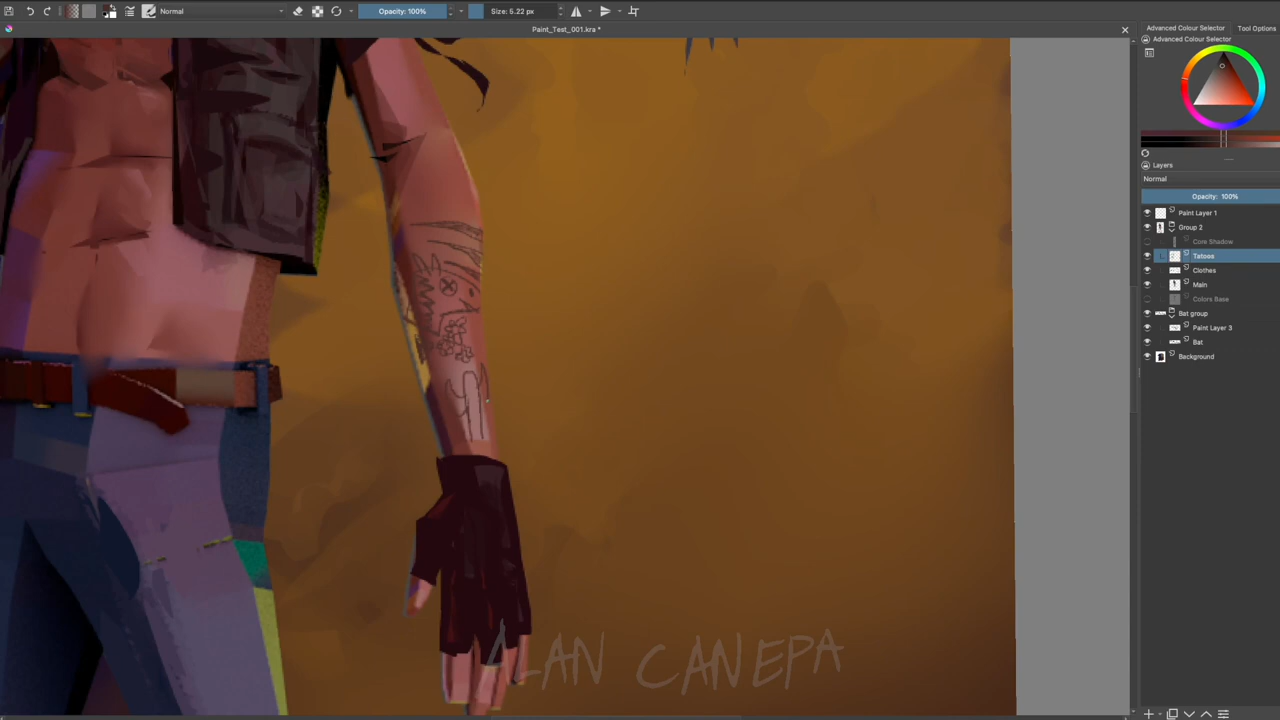 Normal
Opacity: 100%
Size: 5.22 px
Paint_Test_001.kra *
Advanced Colour Selector
Tool Options
Advanced Colour Selector
Layers
Normal
Opacity: 100%
Paint Layer 1
Group 2
Core Shadow
Tatoos
Clothes
Main
Colors Base
Bat group
Paint Layer 3
Bat
Background
ALAN CANEPA